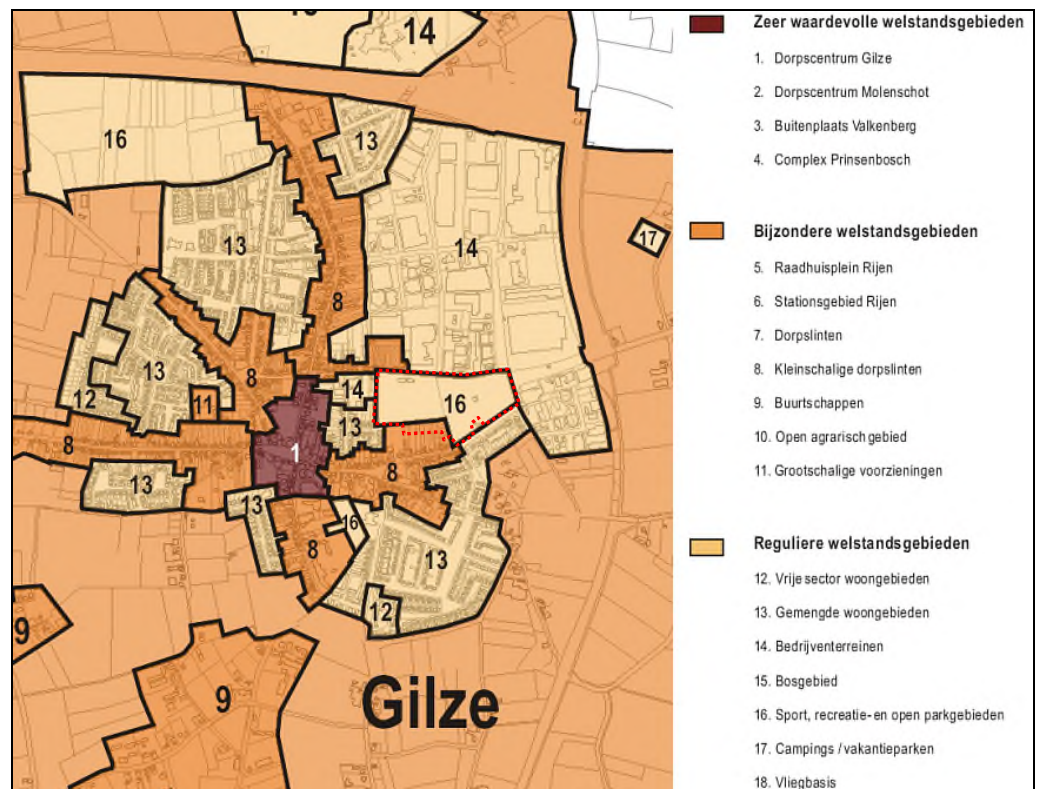 14
16
13
13
14
17
8
13
8
12
11
14
16
13
8
1
8
13
13
16
8
13
12
9
9
Gilze
Zeer waardevolle welstandsgebieden
1. Dorpscentrum Gilze
2. Dorpscentrum Molenschot
3. Buitenplaats Valkenberg
4. Complex Prinsenbosch
Bijzondere welstandsgebieden
5. Raadhuisplein Rijen
6. Stationsgebied Rijen
7. Dorpslinten
8. Kleinschalige dorpslinten
9. Buurtschappen
10. Open agrarisch gebied
11. Grootschalige voorzieningen
Reguliere welstandsgebieden
12. Vrije sector woongebieden
13. Gemengde woongebieden
14. Bedrijventerreinen
15. Bosgebied
16. Sport, recreatie- en open parkgebieden
17. Campings / vakantieparken
18. Vliegbasis